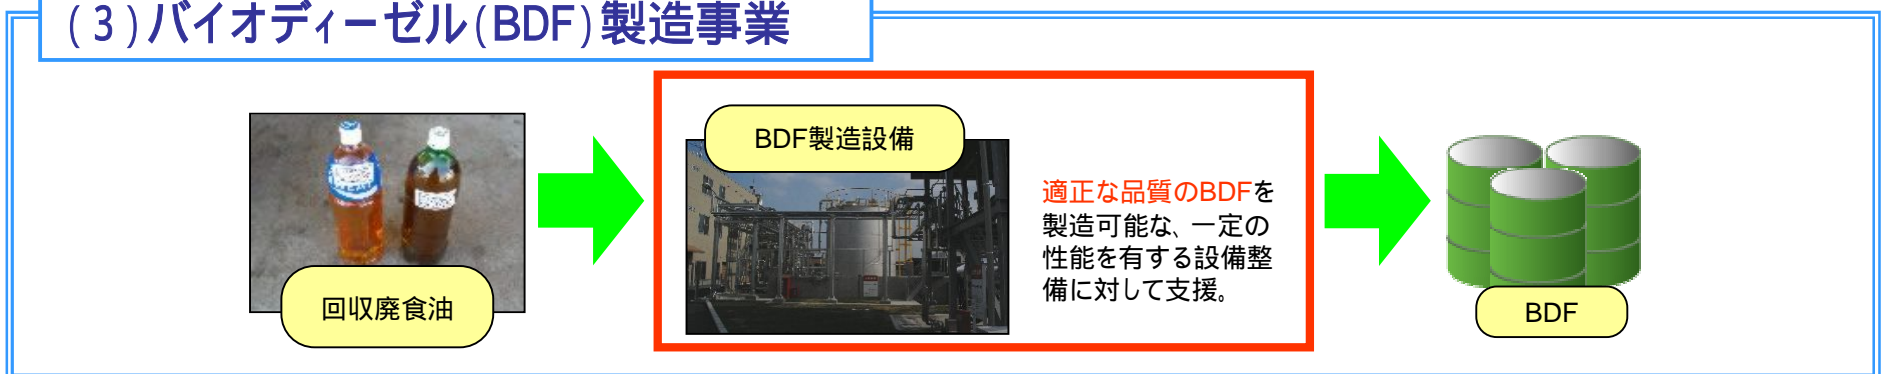 (3)バイオディーゼル(BDF)製造事業
回収廃食油
BDF製造設備
適正な品質のBDFを
製造可能な、一定の
性能を有する設備整
備に対して支援。
BDF